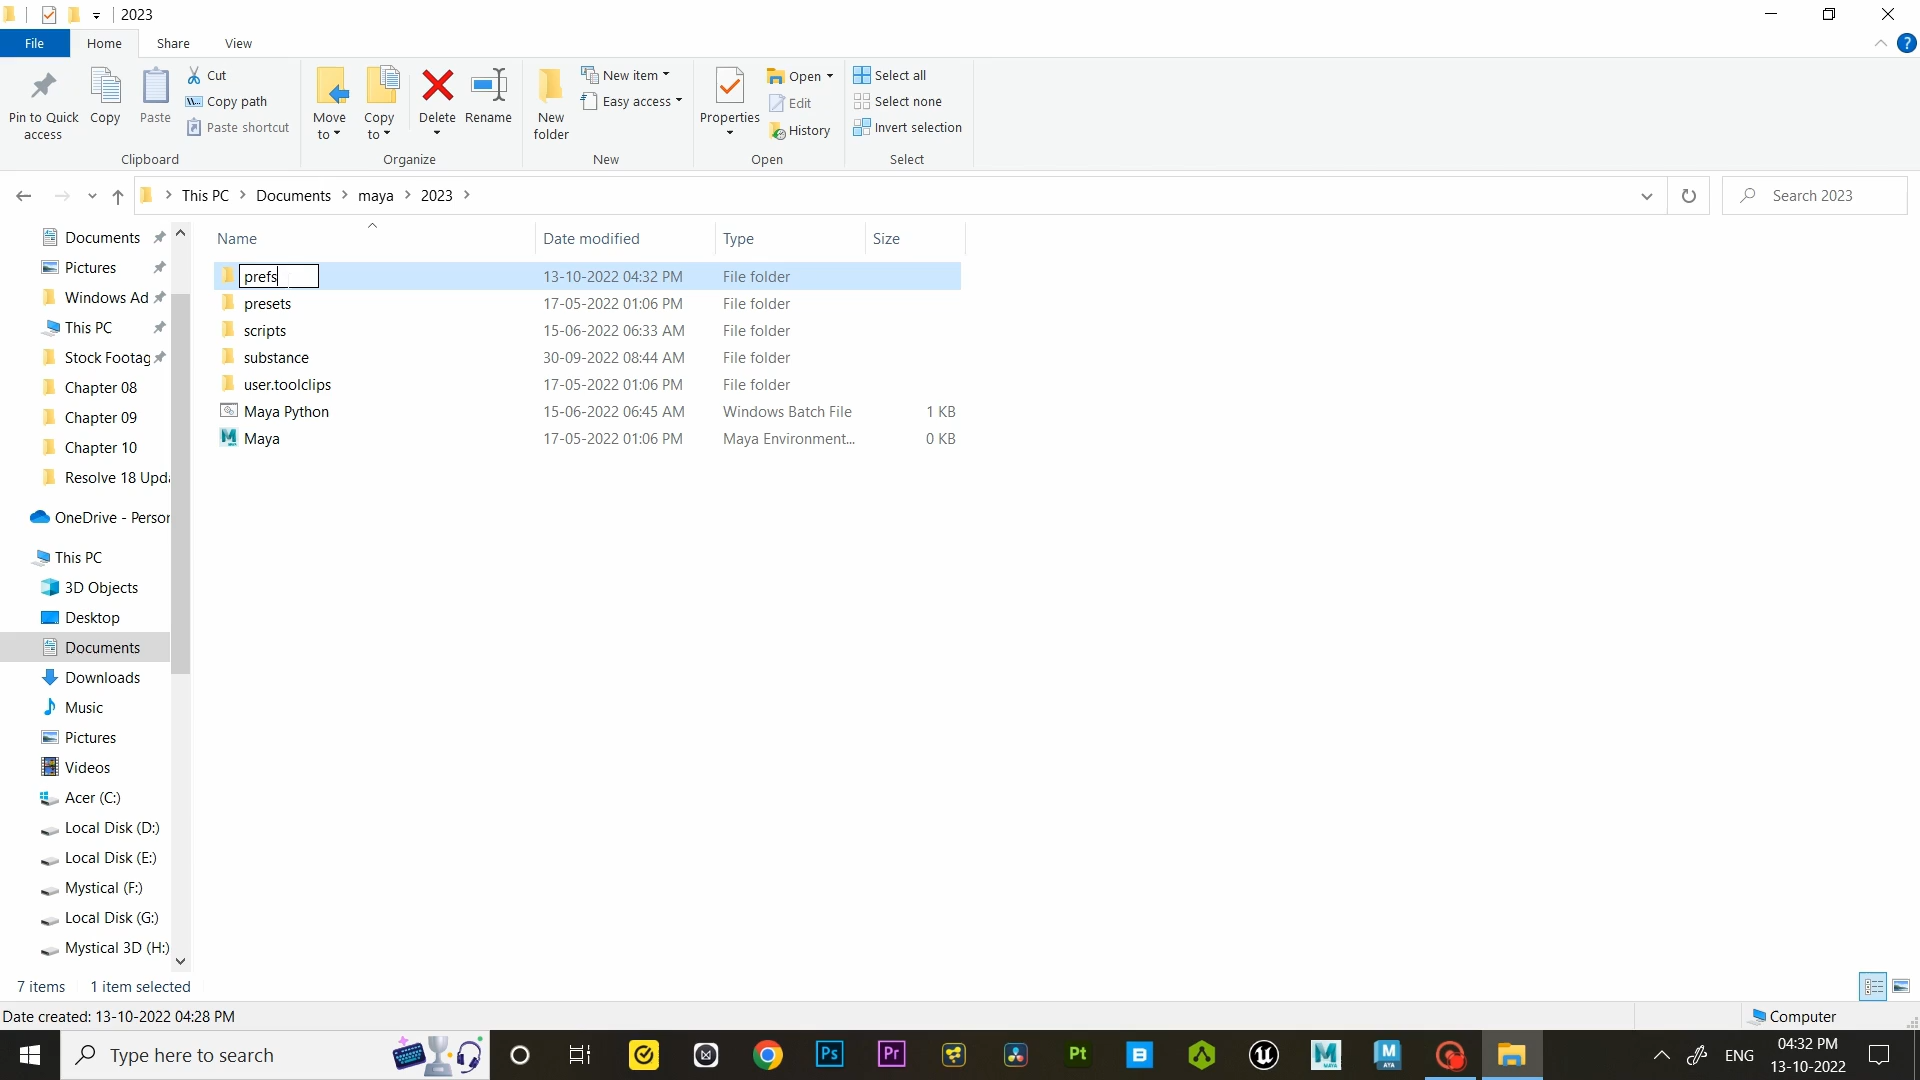 2023
File Home Share View
Pin to Quick access
Copy
Paste
Cut
Copy path
Paste shortcut
Clipboard
Move to
Copy to
Delete
Rename
Organize
New folder
New item
Easy access
New
Properties
Open
Edit
History
Open
Select all
Select none
Invert selection
Select
This PC Documents maya 2023
Search 2023
Name Date modified Type Size
prefs 13-10-2022 04:32 PM File folder
presets 17-05-2022 01:06 PM File folder
scripts 15-06-2022 06:33 AM File folder
substance 30-09-2022 08:44 AM File folder
user.toolclips 17-05-2022 01:06 PM File folder
Maya Python 15-06-2022 06:45 AM Windows Batch File 1 KB
Maya 17-05-2022 01:06 PM Maya Environment... 0 KB
Documents
Pictures
Windows Ad
This PC
Stock Footag
Chapter 08
Chapter 09
Chapter 10
Resolve 18 Upd
OneDrive - Person
This PC
3D Objects
Desktop
Documents
Downloads
Music
Pictures
Videos
Acer (C:)
Local Disk (D:)
Local Disk (E:)
Mystical (F:)
Local Disk (G:)
Mystical 3D (H:)
7 items 1 item selected
Date created: 13-10-2022 04:28 PM
Computer
Type here to search
Ps
Pr
Pt
B
M
MAYA
M
AYA
ENG
04:32 PM
13-10-2022